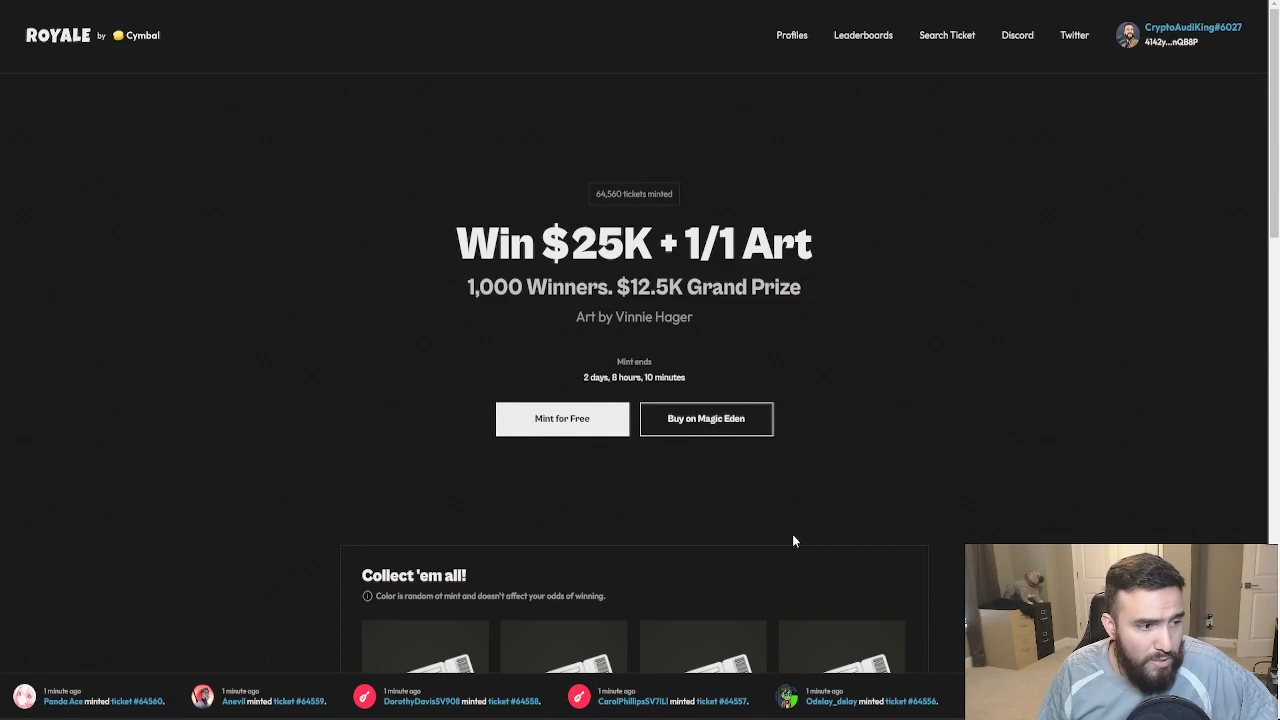 ROYALE by Cymbal
Profiles Leaderboards Search Ticket Discord Twitter
CryptoAudiKing#6027
4142y...nQB8P
64,560 tickets minted
Win $25K + 1/1 Art
1,000 Winners. $12.5K Grand Prize
Art by Vinnie Hager
Mint ends
2 days, 8 hours, 10 minutes
Mint for Free Buy on Magic Eden
Collect 'em all!
Color is random at mint and doesn't affect your odds of winning.
1 minute ago
Panda Ace minted ticket #64560.
1 minute ago
Anevil minted ticket #64559.
1 minute ago
DorothyDavisSV908 minted ticket #64558.
1 minute ago
CarolPhillipsSV7ILI minted ticket #64557.
1 minute ago
Odelay_delay minted ticket #64556.